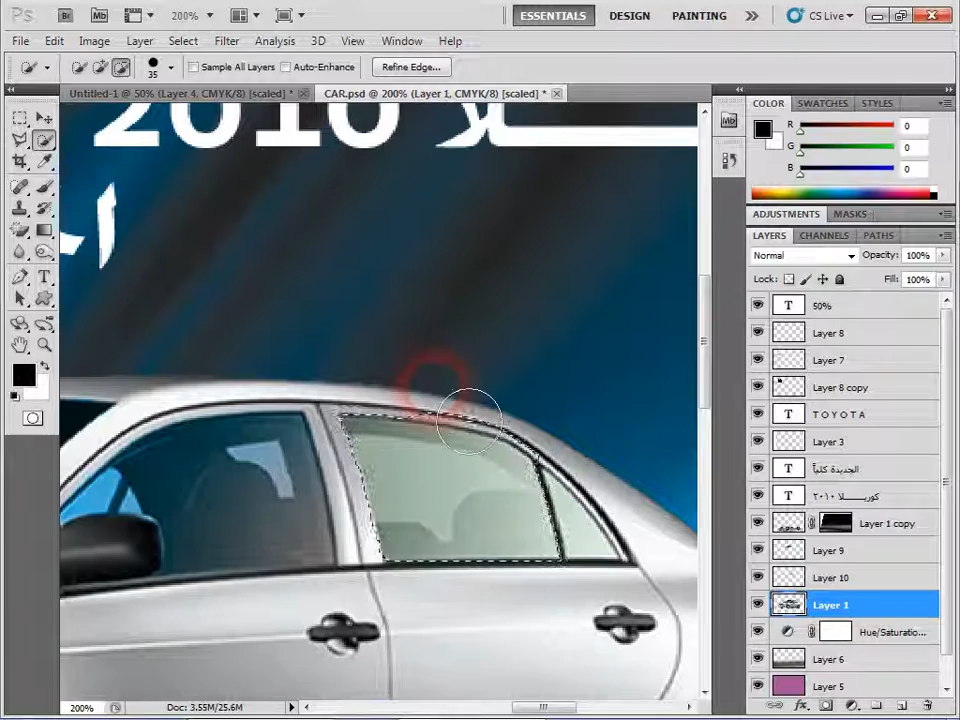 Ps
Br
Mb
200%
ESSENTIALS
DESIGN
PAINTING
CS Live
File
Edit
Image
Layer
Select
Filter
Analysis
3D
View
Window
Help
35
Sample All Layers
Auto-Enhance
Refine Edge...
Untitled-1 @ 50% (Layer 4, CMYK/8) [scaled] *
CAR.psd @ 200% (Layer 1, CMYK/8) [scaled] *
2010
Mb
COLOR
SWATCHES
STYLES
R
0
G
0
B
0
ADJUSTMENTS
MASKS
LAYERS
CHANNELS
PATHS
Normal
Opacity:
100%
Lock:
Fill:
100%
T
50%
Layer 8
Layer 7
Layer 8 copy
T
T O Y O T A
Layer 3
T
الجديدة كلياً
T
كورولا ٢٠١٠
Layer 1 copy
Layer 9
Layer 10
Layer 1
Hue/Saturatio...
Layer 6
Layer 5
200%
Doc: 3.55M/25.6M
fx